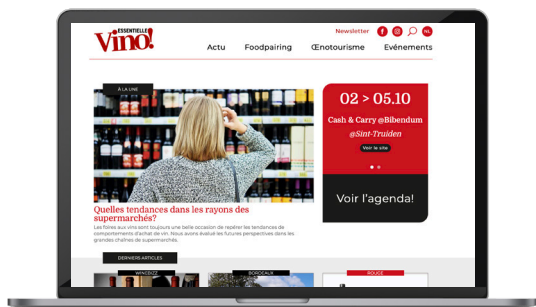 ESSENTIELLE
Vino!
Newsletter
NL
Actu
Foodpairing
Œnotourisme
Evénements
À LA UNE
Quelles tendances dans les rayons des
supermarchés?
Les foires aux vins sont toujours une belle occasion de repérer les tendances de
comportements d'achat de vin. Nous avons évalué les futures perspectives dans les
grandes chaînes de supermarchés.
02 > 05.10
Cash & Carry @Bibendum
@Sint-Truiden
Voir le site
Voir l'agenda!
DERNIERS ARTICLES
WINEBIZZ
BORDEAUX
ROUGE